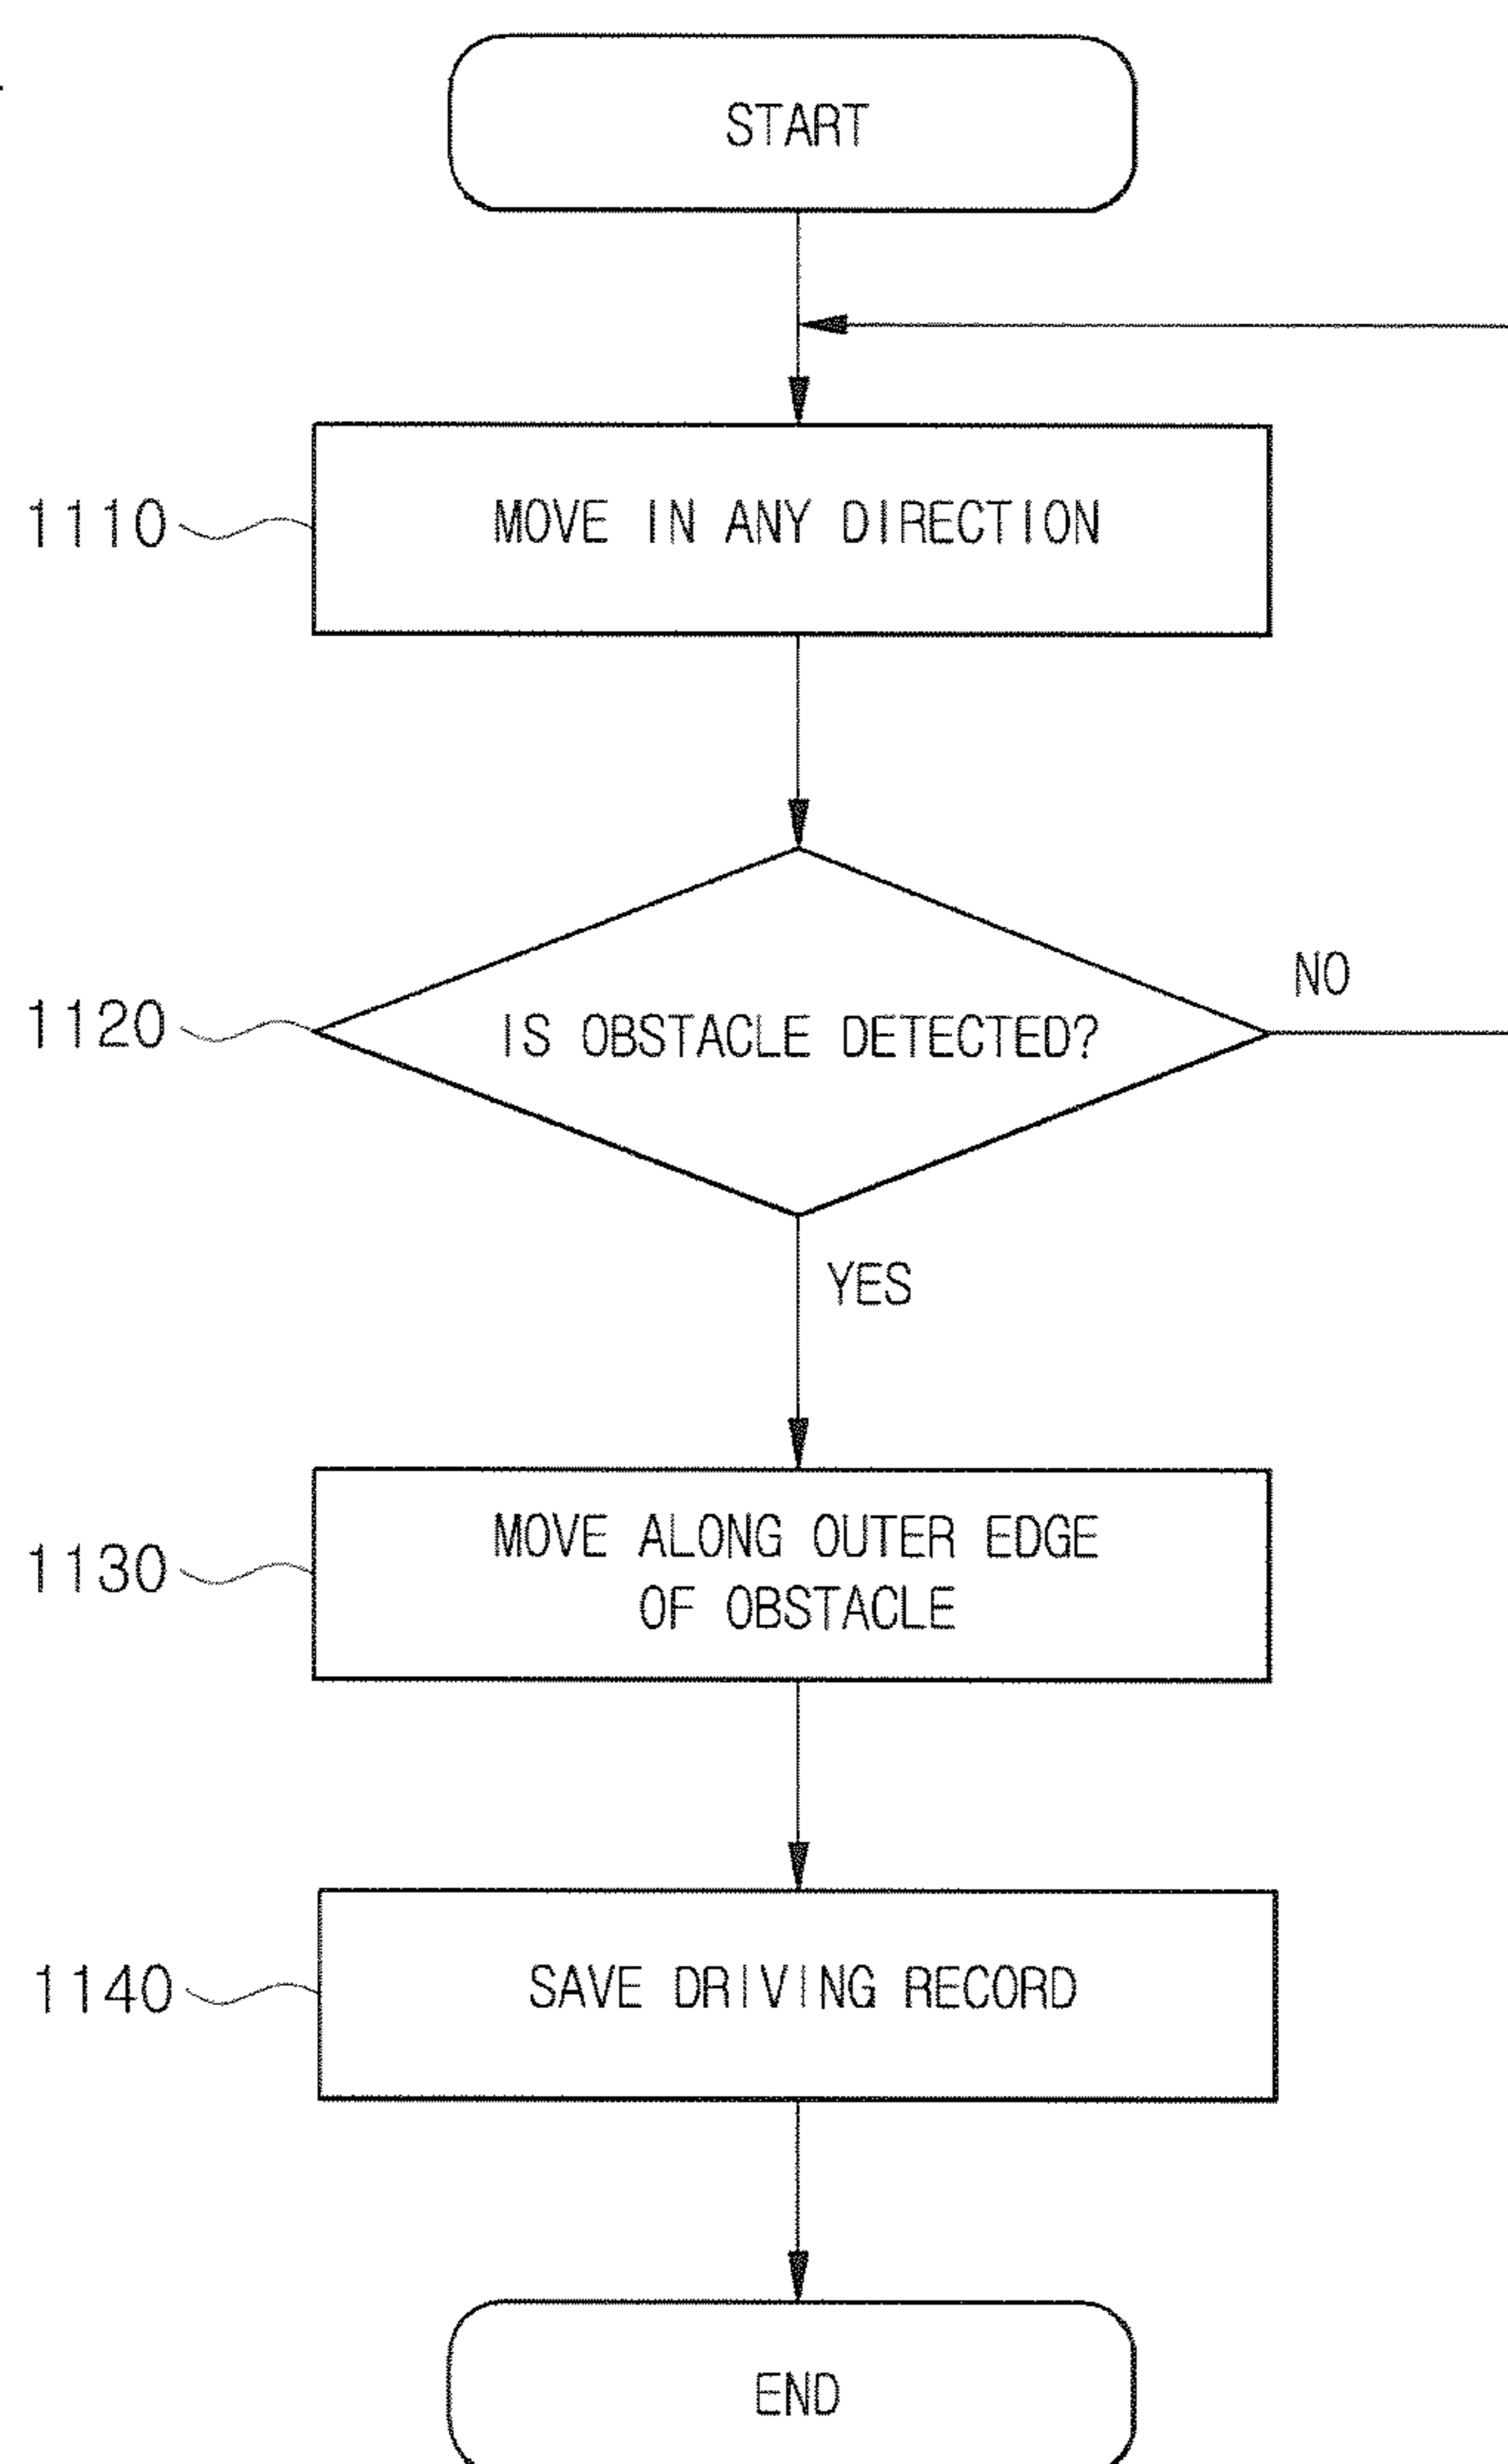 START
1110
MOVE IN ANY DIRECTION
1120
IS OBSTACLE DETECTED?
NO
YES
1130
MOVE ALONG OUTER EDGE
OF OBSTACLE
1140
SAVE DRIVING RECORD
END